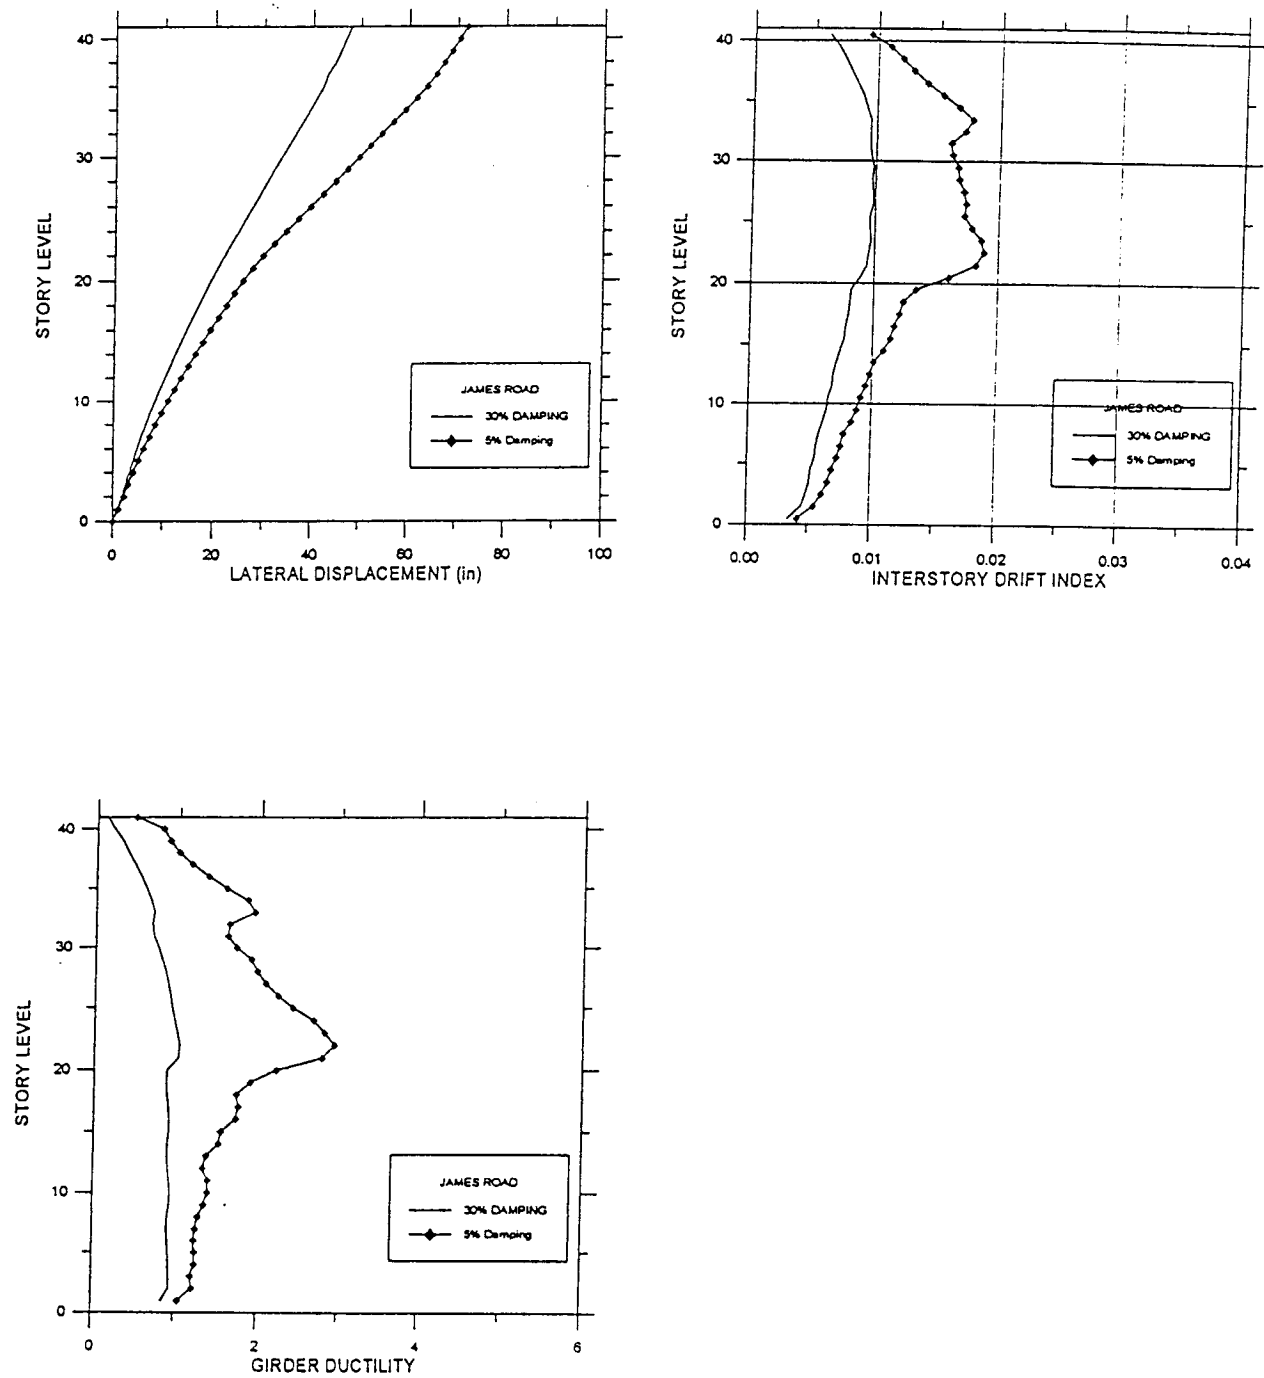 40
30
20
10
0
STORY LEVEL
JAMES ROAD
30% DAMPING
5% Damping
0 20 40 60 80 100
LATERAL DISPLACEMENT (in)
40
30
20
10
0
STORY LEVEL
JAMES ROAD
30% DAMPING
5% Damping
0.00 0.01 0.02 0.03 0.04
INTERSTORY DRIFT INDEX
40
30
20
10
0
STORY LEVEL
JAMES ROAD
30% DAMPING
5% Damping
0 2 4 6
GIRDER DUCTILITY